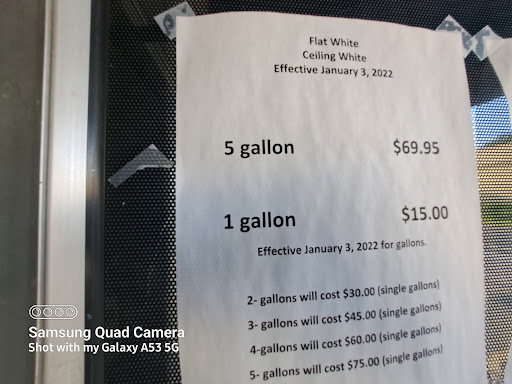 Flat White
Ceiling White
Effective January 3, 2022
5 gallon $69.95
1 gallon $15.00
Effective January 3, 2022 for gallons.
2- gallons will cost $30.00 (single gallons)
3- gallons will cost $45.00 (single gallons)
4-gallons will cost $60.00 (single gallons)
5- gallons will cost $75.00 (single gallons)
Samsung Quad Camera
Shot with my Galaxy A53 5G